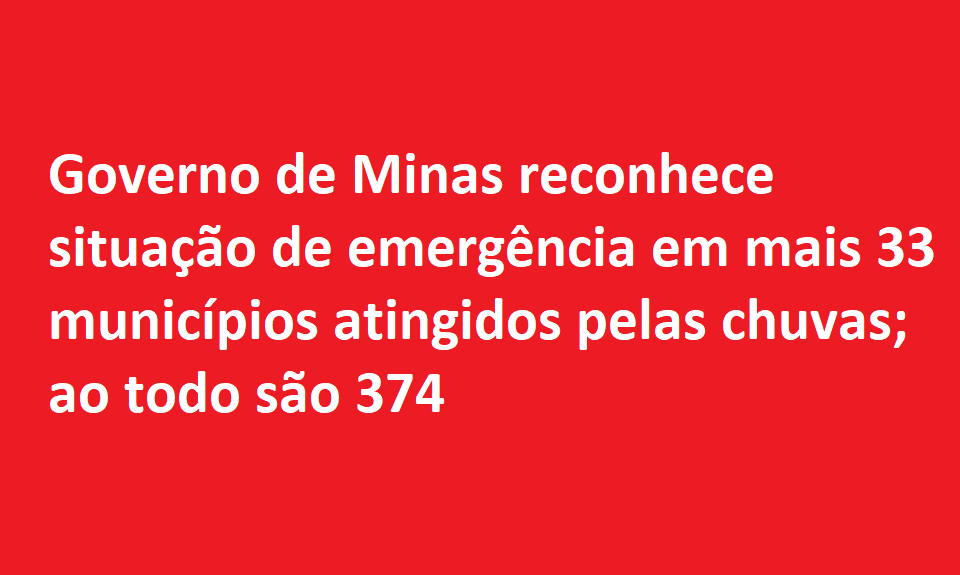 Governo de Minas reconhece
situação de emergência em mais 33
municípios atingidos pelas chuvas;
ao todo são 374